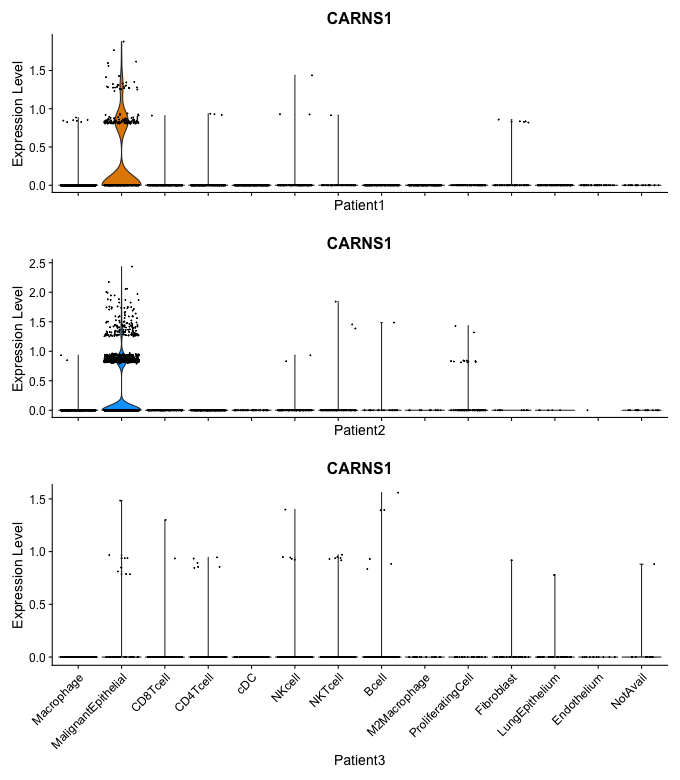 CARNS1
Expression Level
1.5
1.0
0.5
0.0
Patient1
CARNS1
Expression Level
2.5
2.0
1.5
1.0
0.5
0.0
Patient2
CARNS1
Expression Level
1.5
1.0
0.5
0.0
Macrophage
MalignantEpithelial
CD8Tcell
CD4Tcell
cDC
NKcell
NKTcell
Bcell
M2Macrophage
ProliferatingCell
Fibroblast
LungEpithelium
Endothelium
NotAvail
Patient3